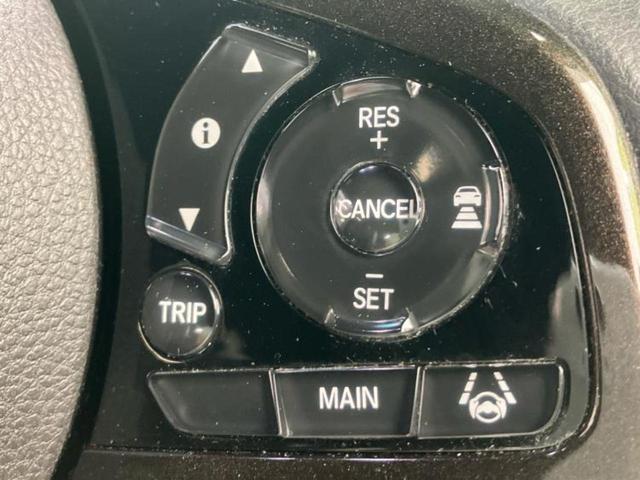 RES
+
CANCEL
-
SET
TRIP
MAIN